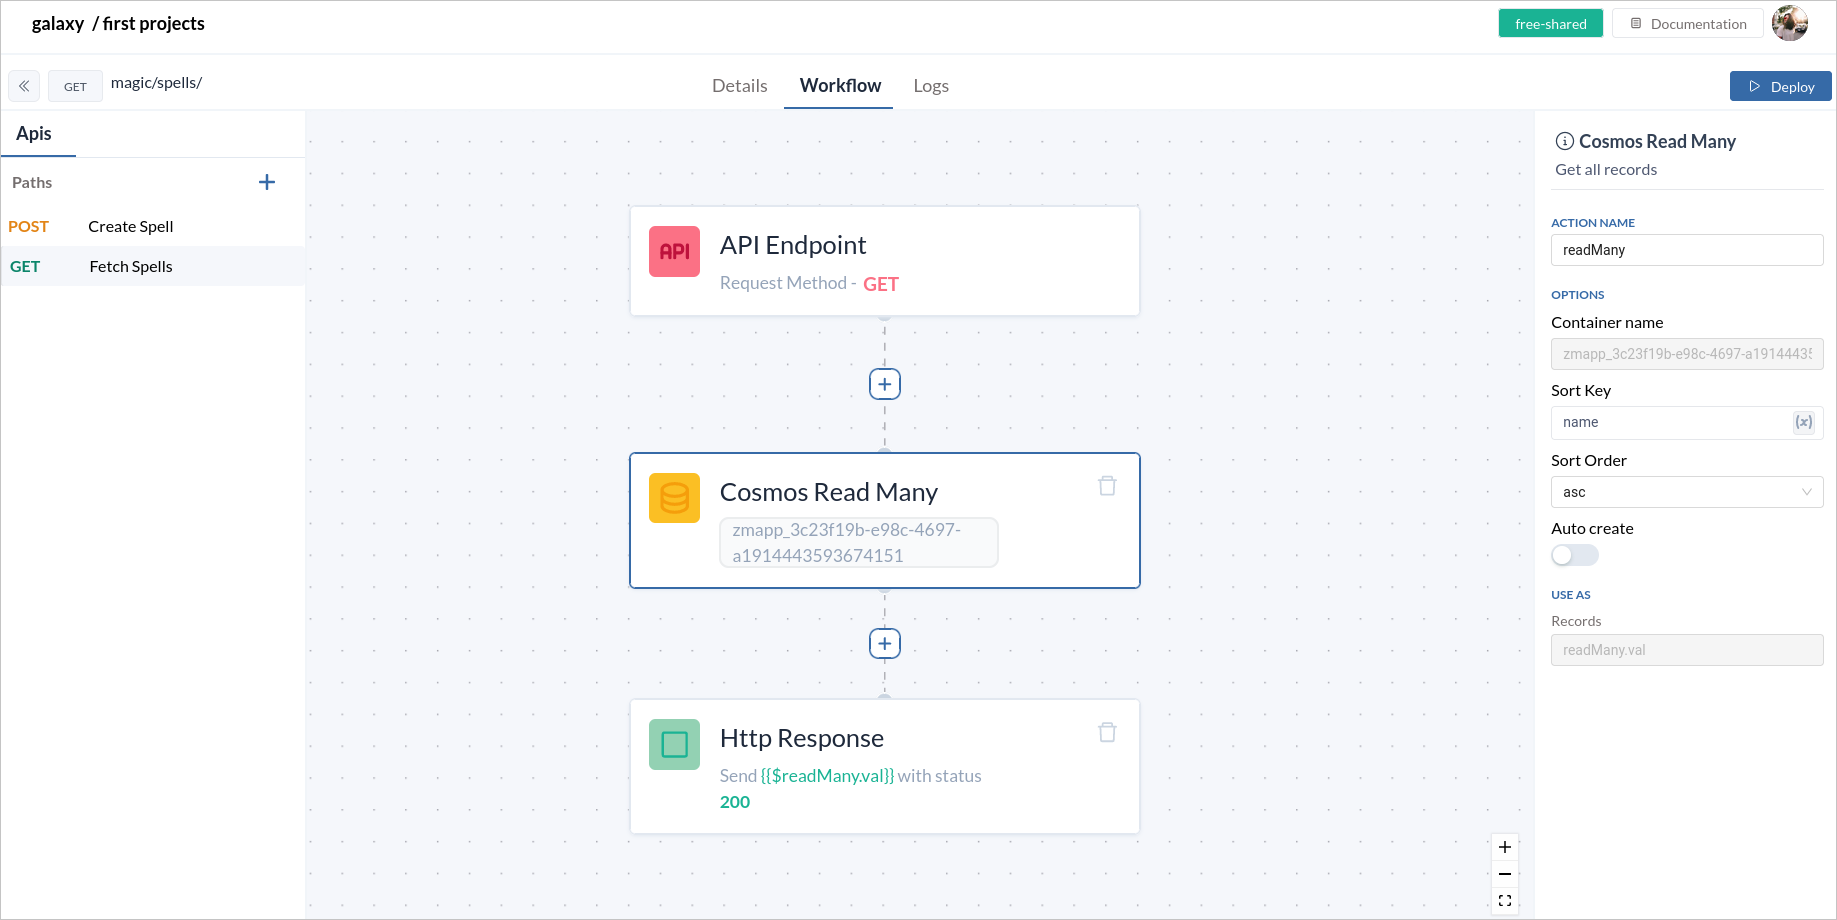 galaxy / first projects
free-shared
Documentation
GET
magic/spells/
Details
Workflow
Logs
Deploy
Apis
Paths
POST
Create Spell
GET
Fetch Spells
API
API Endpoint
Request Method - GET
Cosmos Read Many
zmapp_3c23f19b-e98c-4697-
a1914443593674151
Http Response
Send {{$readMany.val}} with status
200
Cosmos Read Many
Get all records
ACTION NAME
readMany
OPTIONS
Container name
zmapp_3c23f19b-e98c-4697-a19144435
Sort Key
name
(x)
Sort Order
asc
Auto create
USE AS
Records
readMany.val